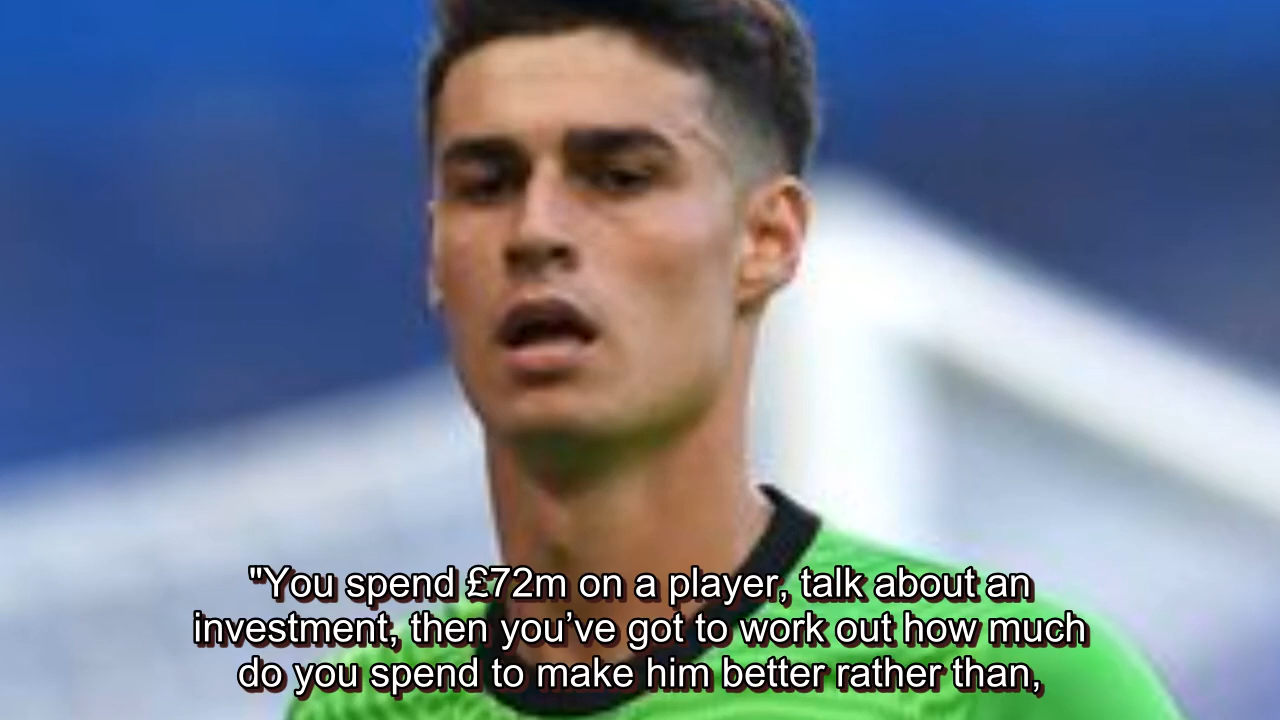 "You spend £72m on a player, talk about an
investment, then you’ve got to work out how much
do you spend to make him better rather than,